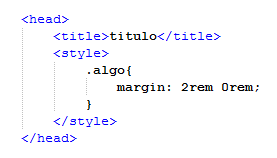 <head>
    <title>titulo</title>
    <style>
        .algo{
            margin: 2rem 0rem;
        }
    </style>
</head>